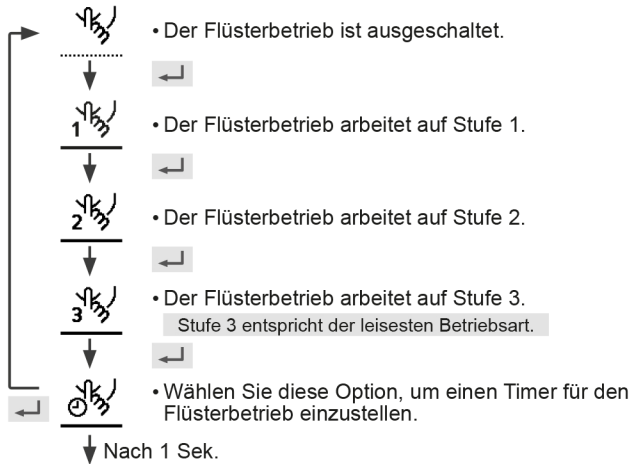 • Der Flüsterbetrieb ist ausgeschaltet.
1
• Der Flüsterbetrieb arbeitet auf Stufe 1.
2
• Der Flüsterbetrieb arbeitet auf Stufe 2.
3
• Der Flüsterbetrieb arbeitet auf Stufe 3.
Stufe 3 entspricht der leisesten Betriebsart.
• Wählen Sie diese Option, um einen Timer für den
Flüsterbetrieb einzustellen.
Nach 1 Sek.